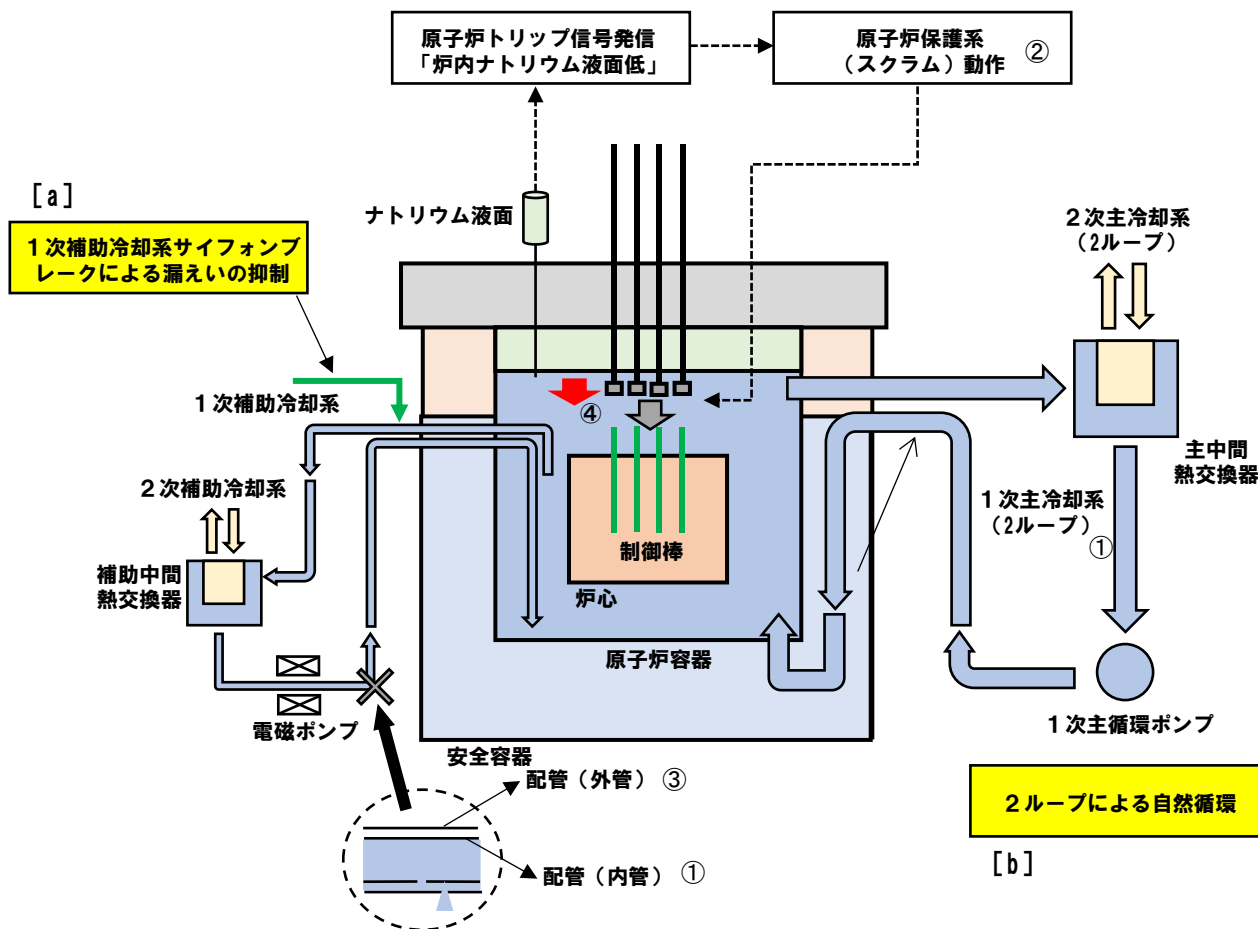 原子炉トリップ信号発信
「炉内ナトリウム液面低」
原子炉保護系
（スクラム）動作
②
[a]
１次補助冷却系サイフォンブ
レークによる漏えいの抑制
ナトリウム液面
２次主冷却系
（2ループ）
１次補助冷却系
④
主中間
熱交換器
２次補助冷却系
１次主冷却系
（2ループ）
①
制御棒
補助中間
熱交換器
炉心
原子炉容器
電磁ポンプ
１次主循環ポンプ
安全容器
配管（外管）
③
配管（内管）
①
２ループによる自然循環
[b]